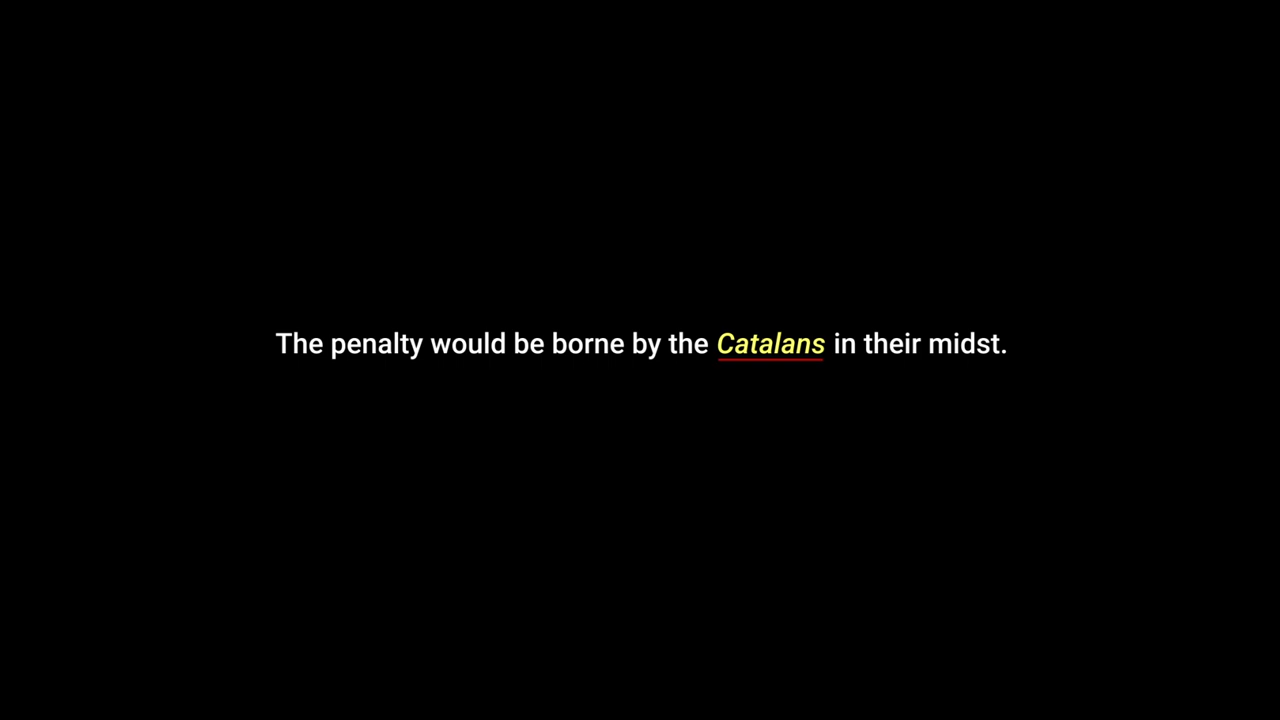 The penalty would be borne by the Catalans in their midst.